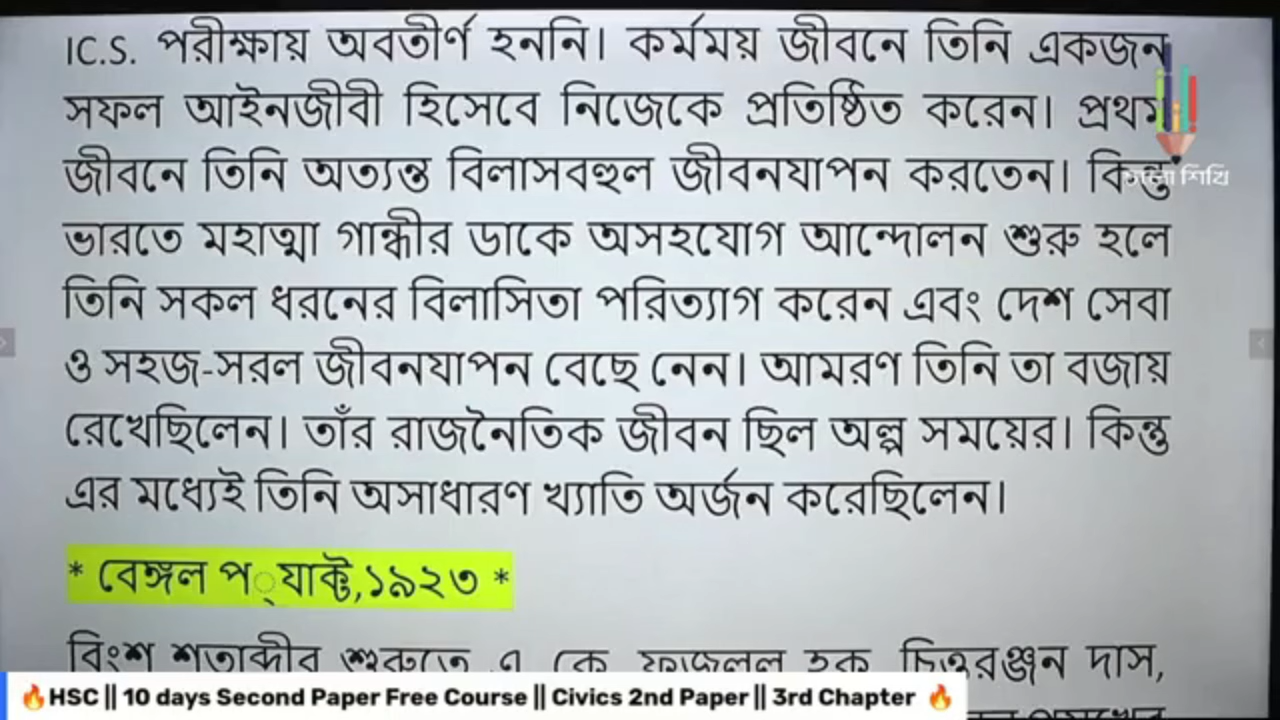 IC.S. পরীক্ষায় অবতীর্ণ হননি। কর্মময় জীবনে তিনি একজন
সফল আইনজীবী হিসেবে নিজেকে প্রতিষ্ঠিত করেন। প্রথম
জীবনে তিনি অত্যন্ত বিলাসবহুল জীবনযাপন করতেন। কিন্তু
ভারতে মহাত্মা গান্ধীর ডাকে অসহযোগ আন্দোলন শুরু হলে
তিনি সকল ধরনের বিলাসিতা পরিত্যাগ করেন এবং দেশ সেবা
ও সহজ-সরল জীবনযাপন বেছে নেন। আমরণ তিনি তা বজায়
রেখেছিলেন। তাঁর রাজনৈতিক জীবন ছিল অল্প সময়ের। কিন্তু
এর মধ্যেই তিনি অসাধারণ খ্যাতি অর্জন করেছিলেন।
* বেঙ্গল প্যাক্ট,১৯২৩ *
বিংশ শতাব্দীর শুরুতে এ কে ফজলুল হক, চিত্তরঞ্জন দাস,
🔥HSC || 10 days Second Paper Free Course || Civics 2nd Paper || 3rd Chapter 🔥